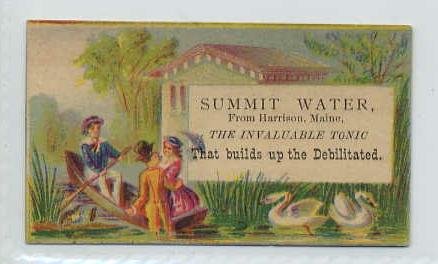 SUMMIT WATER,
From Harrison, Maine,
THE INVALUABLE TONIC
That builds up the Debilitated.